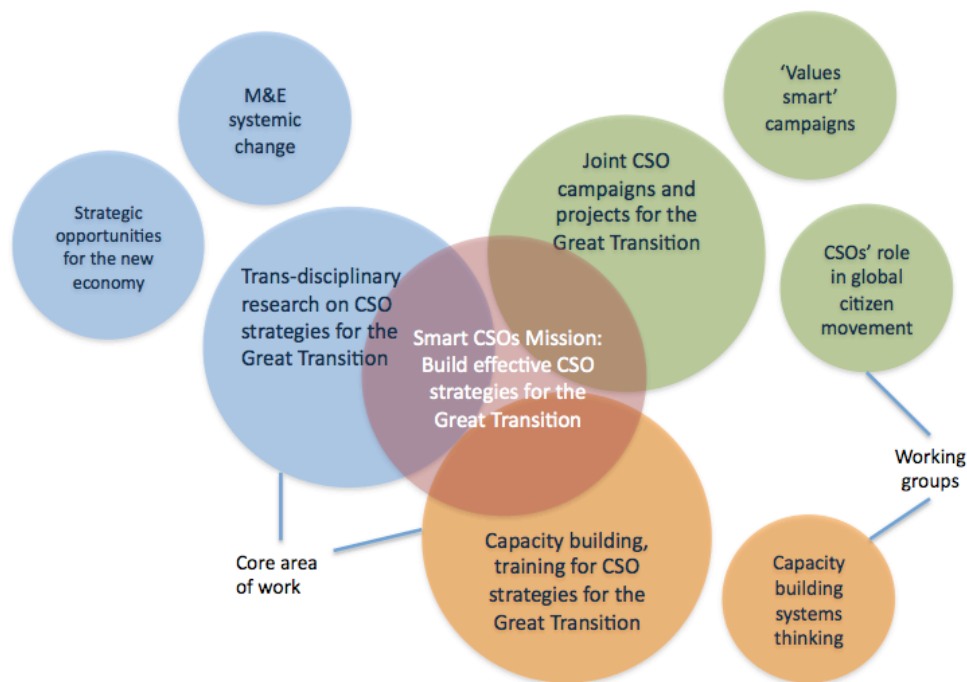 M&E
systemic
change
'Values
smart'
campaigns
Strategic
opportunities
for the new
economy
Joint CSO
campaigns and
projects for the
Great Transition
CSOs' role
in global
citizen
movement
Trans-disciplinary
research on CSO
strategies for the
Great Transition
Smart CSOs Mission:
Build effective CSO
strategies for the
Great Transition
Working
groups
Core area
of work
Capacity building,
training for CSO
strategies for the
Great Transition
Capacity
building
systems
thinking